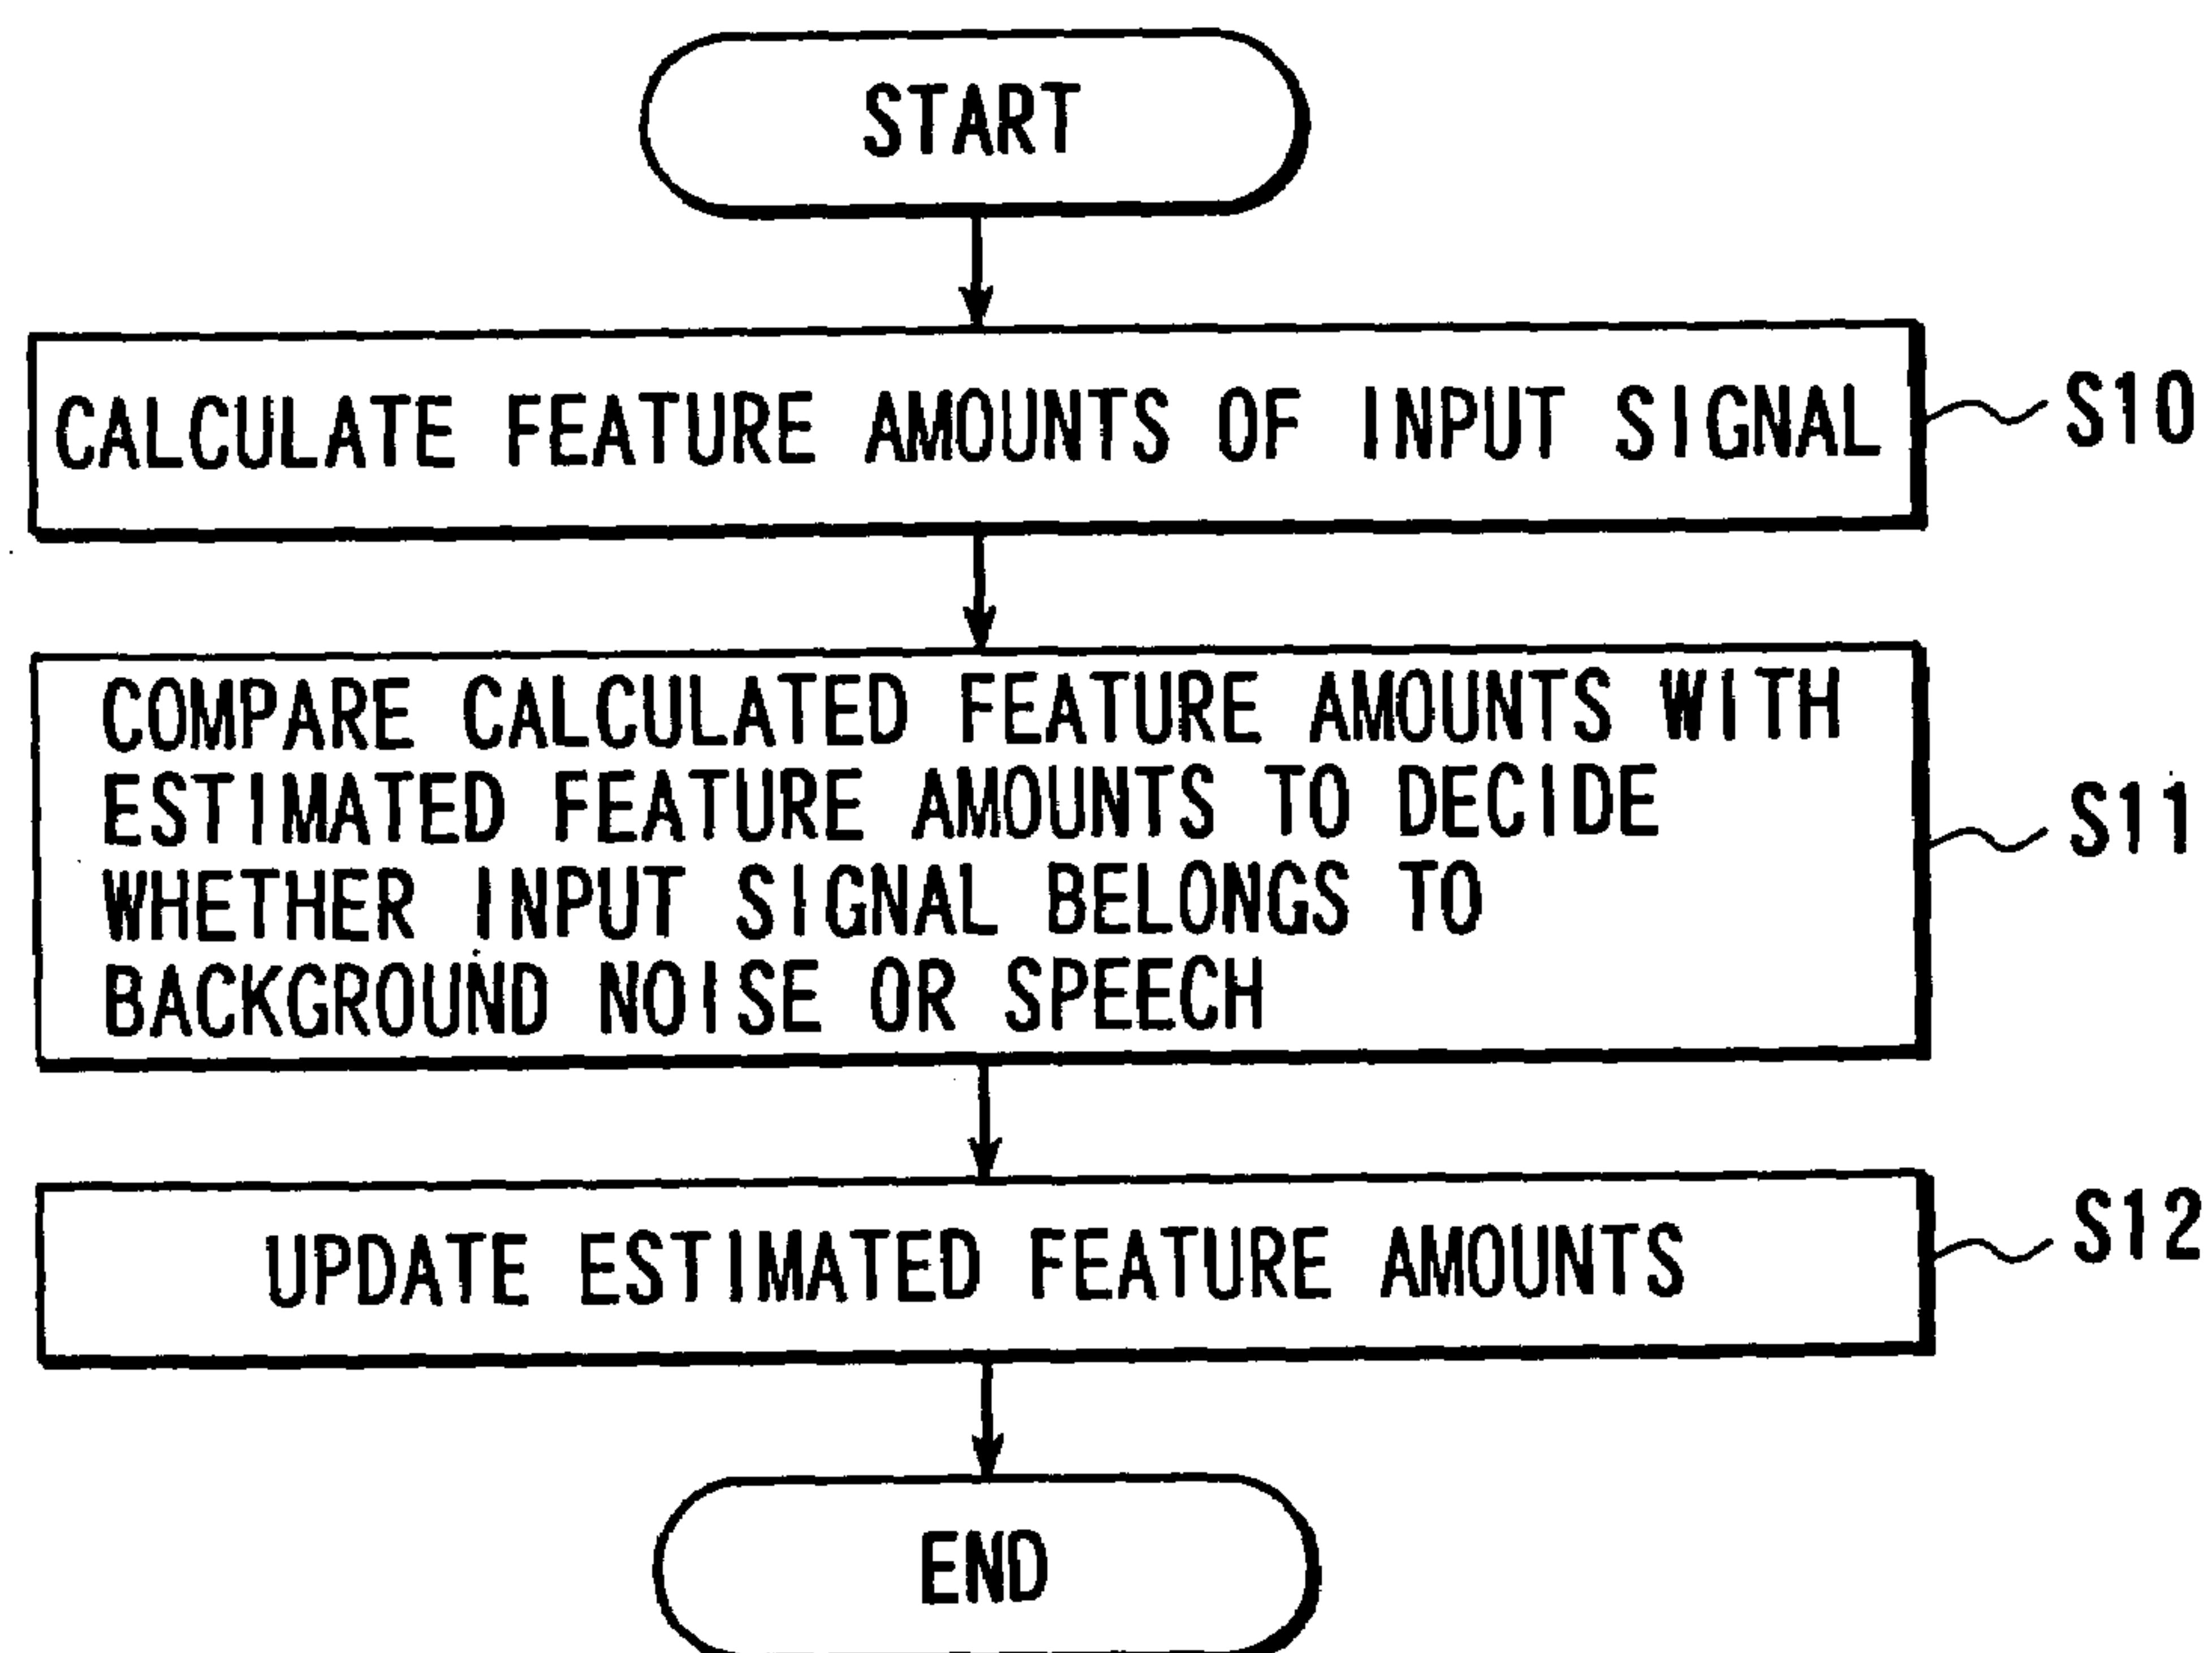 START
CALCULATE FEATURE AMOUNTS OF INPUT SIGNAL
S10
COMPARE CALCULATED FEATURE AMOUNTS WITH
ESTIMATED FEATURE AMOUNTS TO DECIDE
WHETHER INPUT SIGNAL BELONGS TO
BACKGROUND NOISE OR SPEECH
S11
UPDATE ESTIMATED FEATURE AMOUNTS
S12
END